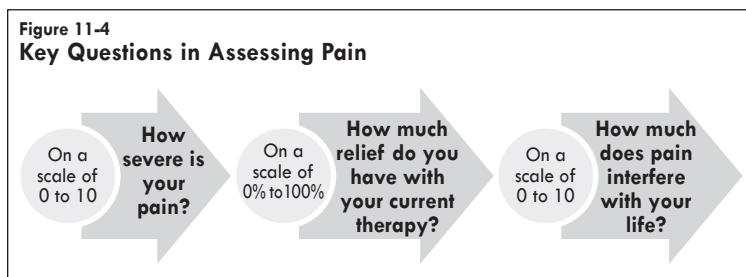 Figure 11-4
Key Questions in Assessing Pain
On a
scale of
0 to 10
How
severe is
your
pain?
On a
scale of
0% to100%
How much
relief do you
have with
your current
therapy?
On a
scale of
0 to 10
How much
does pain
interfere
with your
life?